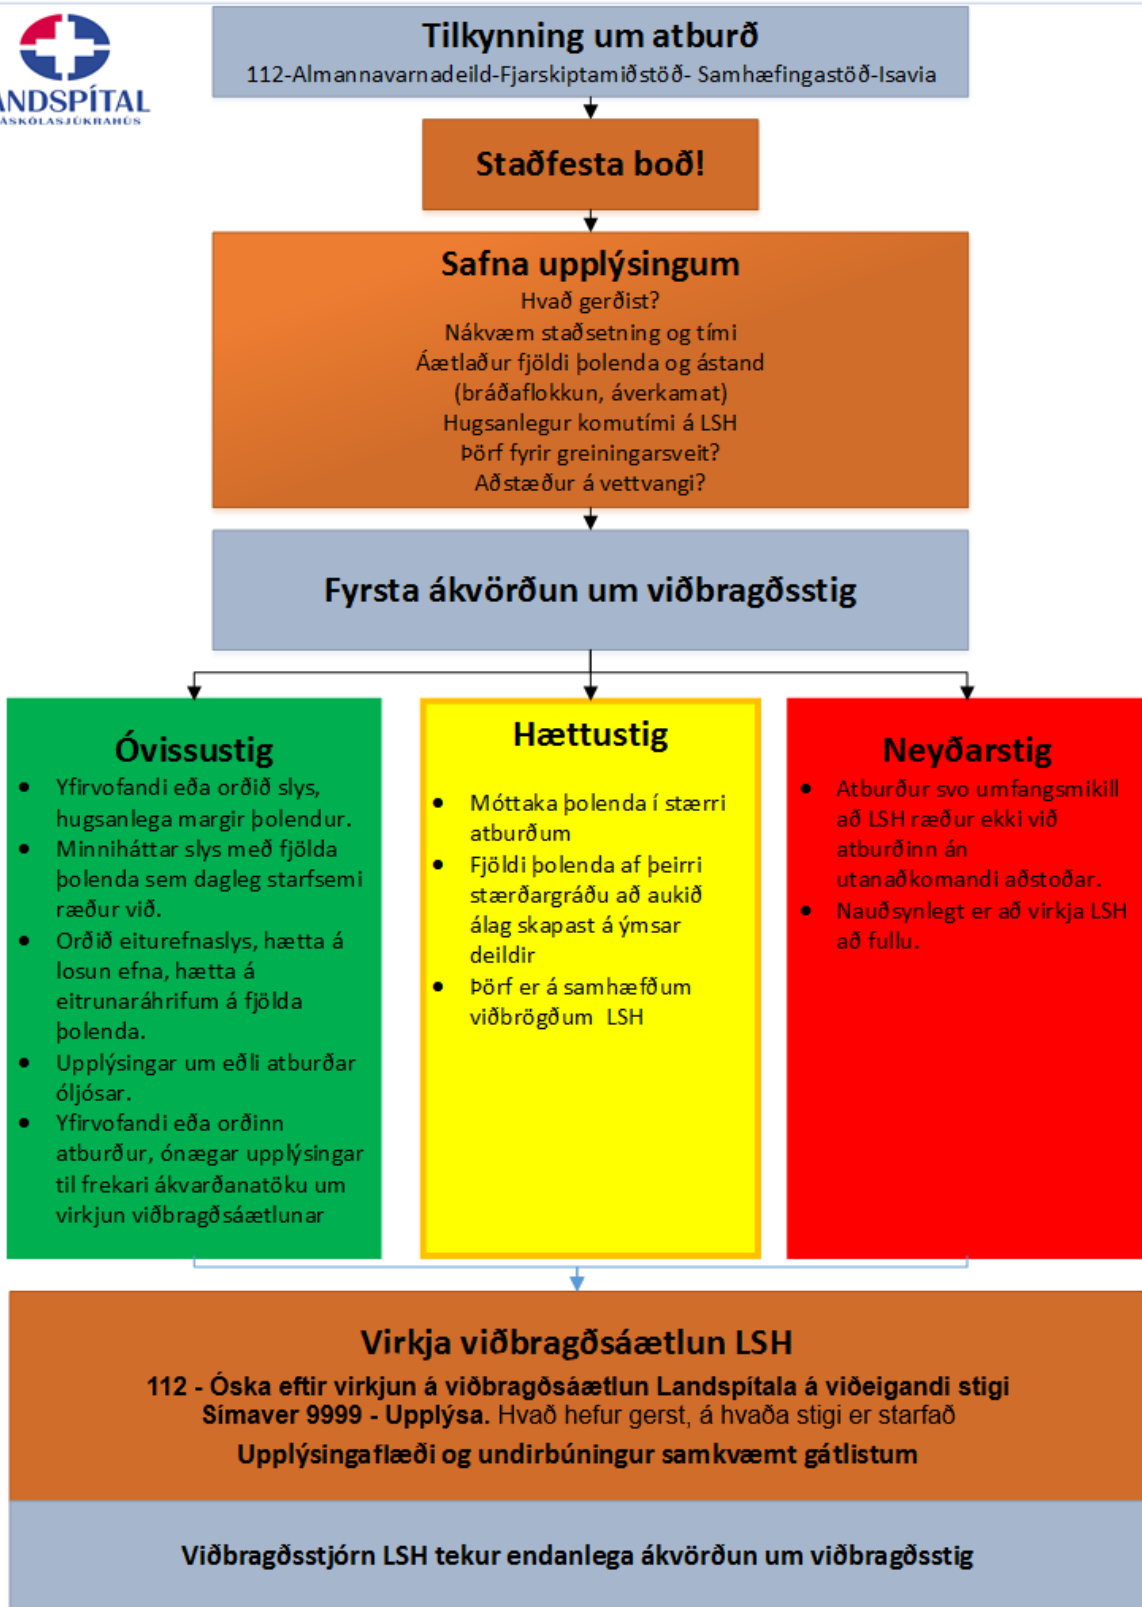 ANDSPÍTAL
ÁSKÓLASJÚKRAHÚS
Tilkynning um atburð
112-Almannavarnadeild-Fjarskiptamiðstöð- Samhæfingastöð-Isavia
Staðfesta boð!
Safna upplýsingum
Hvað gerðist?
Nákvæm staðsetning og tími
Áætlaður fjöldi þolenda og ástand
(bráðaflokkun, áverkamat)
Hugsanlegur komutími á LSH
Þörf fyrir greiningarsveit?
Aðstæður á vettvangi?
Fyrsta ákvörðun um viðbragðsstig
Óvissustig
• Yfirvofandi eða orðið slys,
hugsanlega margir þolendur.
• Minniháttar slys með fjölda
þolenda sem dagleg starfsemi
ræður við.
• Orðið eiturefnaslys, hætta á
losun efna, hætta á
eitrunaráhrifum á fjölda
þolenda.
• Upplýsingar um eðli atburðar
óljósar.
• Yfirvofandi eða orðinn
atburður, ónægar upplýsingar
til frekari ákvarðanatöku um
virkjun viðbragðsáætlunar
Hættustig
• Móttaka þolenda í stærri
atburðum
• Fjöldi þolenda af þeirri
stærðargráðu að aukið
álag skapast á ýmsar
deildir
• Þörf er á samhæfðum
viðbrögðum LSH
Neyðarstig
• Atburður svo umfangsmikill
að LSH ræður ekki við
atburðinn án
utanaðkomandi aðstoðar.
• Nauðsynlegt er að virkja LSH
að fullu.
Virkja viðbragðsáætlun LSH
112 - Óska eftir virkjun á viðbragðsáætlun Landspítala á viðeigandi stigi
Símaver 9999 - Upplýsa. Hvað hefur gerst, á hvaða stigi er starfað
Upplýsingaflæði og undirbúningur samkvæmt gátlistum
Viðbragðsstjórn LSH tekur endanlega ákvörðun um viðbragðsstig